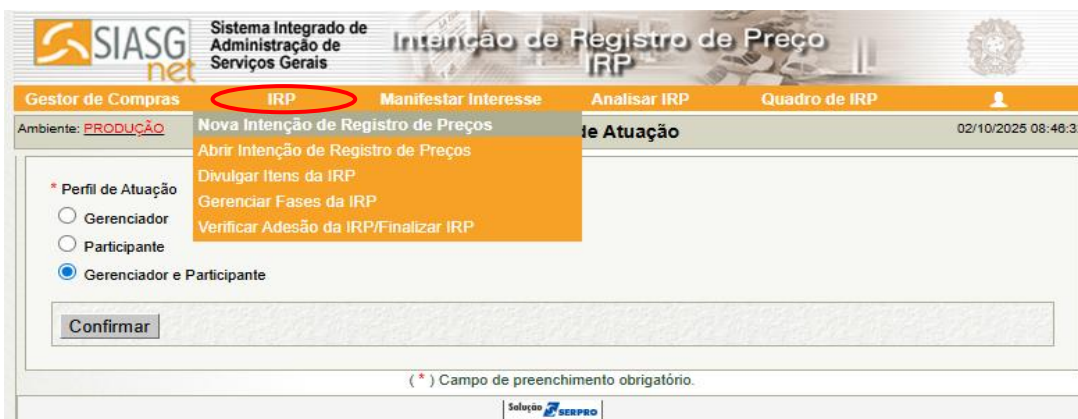 SIASG
net
Sistema Integrado de
Administração de
Serviços Gerais
Intenção de Registro de Preço
IRP
Gestor de Compras IRP Manifestar Interesse Analisar IRP Quadro de IRP
Ambiente: PRODUÇÃO
de Atuação
02/10/2025 08:46:3
Nova Intenção de Registro de Preços
Abrir Intenção de Registro de Preços
Divulgar Itens da IRP
Gerenciar Fases da IRP
Verificar Adesão da IRP/Finalizar IRP
* Perfil de Atuação
Gerenciador
Participante
Gerenciador e Participante
Confirmar
( * ) Campo de preenchimento obrigatório.
Solução SERPRO